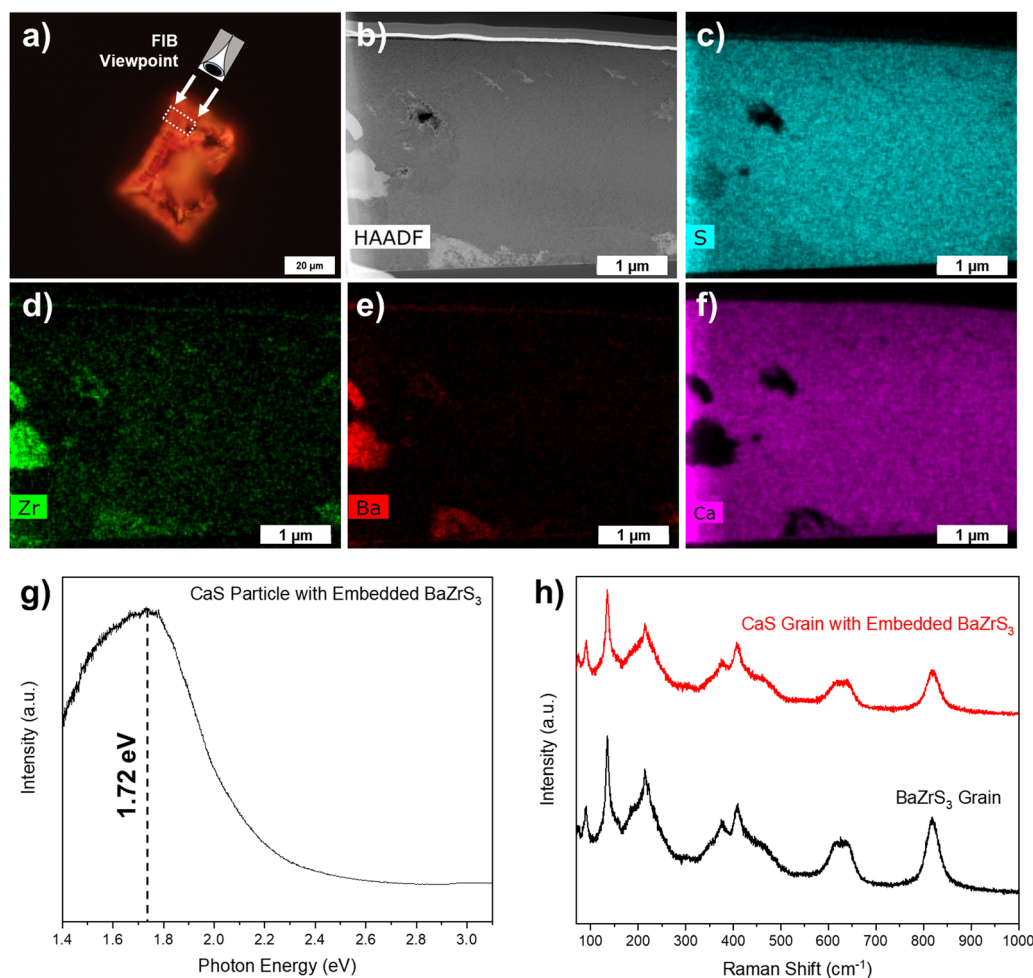 a)
FIB
Viewpoint
20 µm
b)
HAADF
1 µm
c)
S
1 µm
d)
Zr
1 µm
e)
Ba
1 µm
f)
Ca
1 µm
g)
CaS Particle with Embedded BaZrS₃
1.72 eV
Intensity (a.u.)
1.4 1.6 1.8 2.0 2.2 2.4 2.6 2.8 3.0
Photon Energy (eV)
h)
CaS Grain with Embedded BaZrS₃
BaZrS₃ Grain
Intensity (a.u.)
100 200 300 400 500 600 700 800 900 1000
Raman Shift (cm⁻¹)